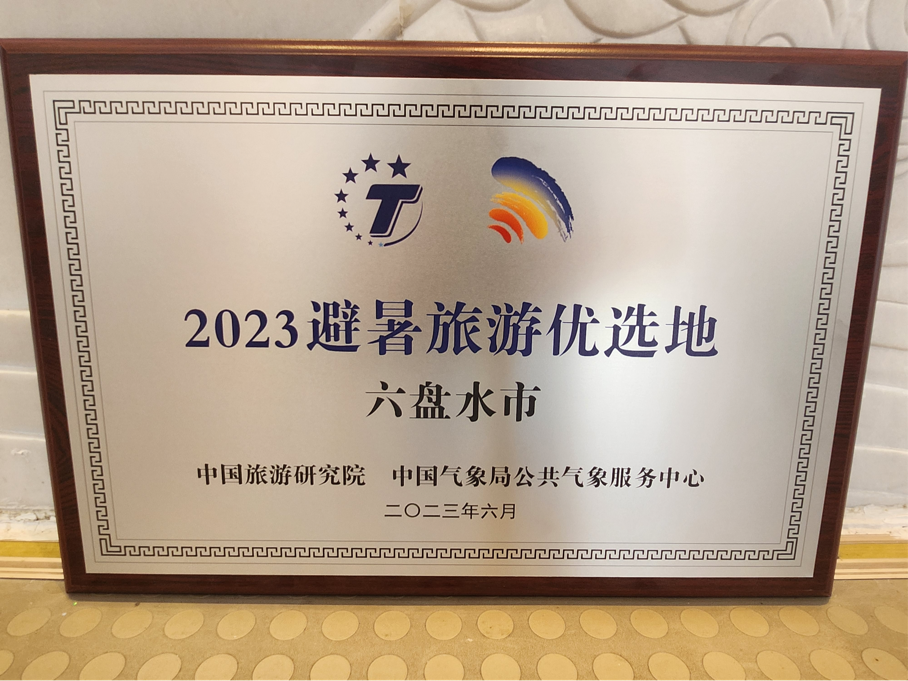 T
2023避暑旅游优选地
六盘水市
中国旅游研究院 中国气象局公共气象服务中心
二〇二三年六月